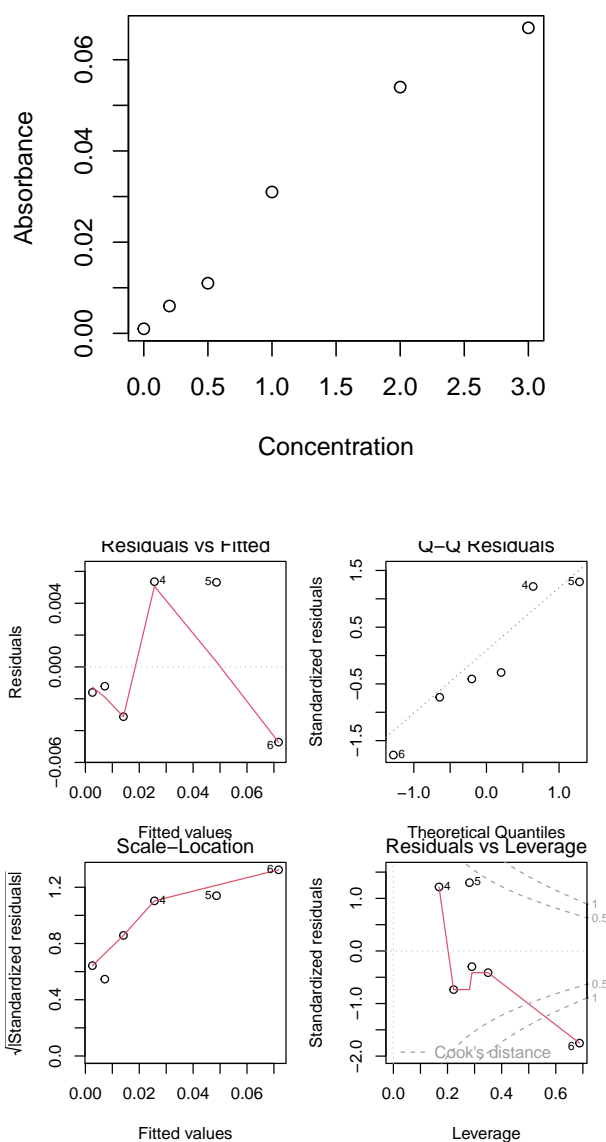 0.00 0.02 0.04 0.06
Absorbance
0.0 0.5 1.0 1.5 2.0 2.5 3.0
Concentration
Residuals vs Fitted
−0.006 0.000 0.004
Residuals
4
5
6
0.00 0.02 0.04 0.06
Fitted values
Q−Q Residuals
−1.5 −0.5 0.5 1.5
Standardized residuals
4
5
6
−1.0 0.0 1.0
Theoretical Quantiles
Scale−Location
0.0 0.4 0.8 1.2
√|Standardized residuals|
4
5
6
0.00 0.02 0.04 0.06
Fitted values
Residuals vs Leverage
−2.0 −1.0 0.0 1.0
Standardized residuals
4
5
6
1
0.5
0.5
1
Cook's distance
0.0 0.2 0.4 0.6
Leverage